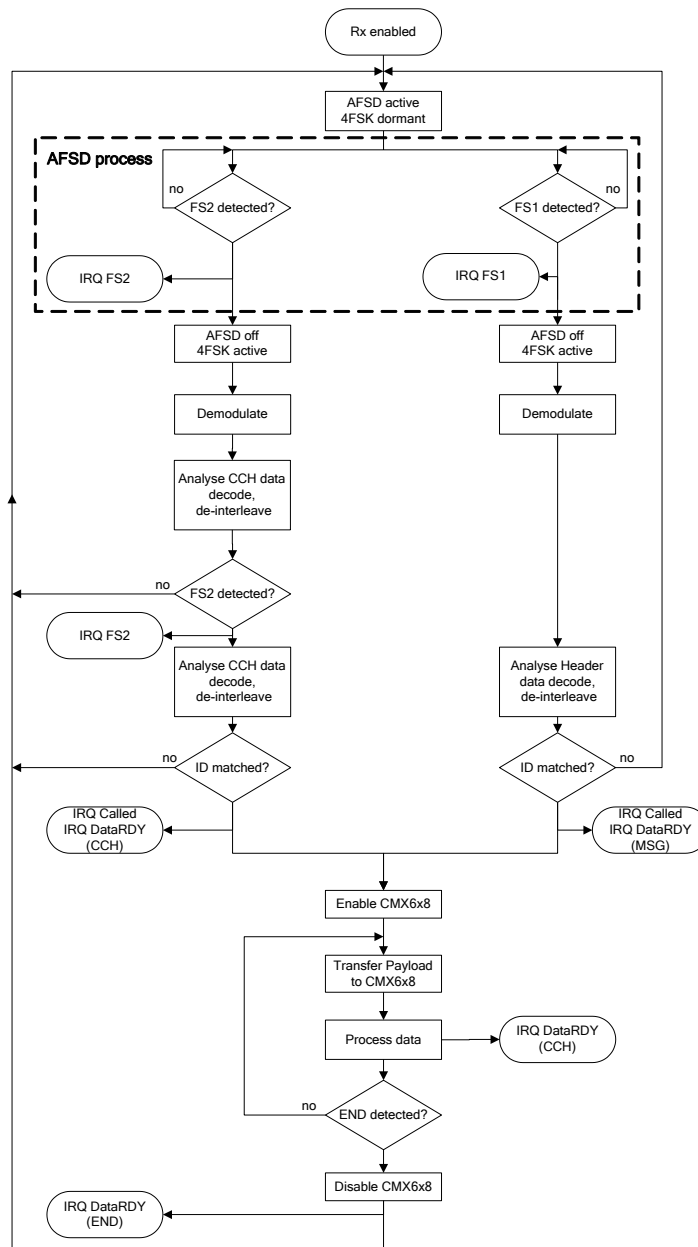 Rx enabled
AFSD active
4FSK dormant
AFSD process
no
FS2 detected?
FS1 detected?
no
IRQ FS2
IRQ FS1
AFSD off
4FSK active
AFSD off
4FSK active
Demodulate
Demodulate
Analyse CCH data
decode,
de-interleave
no
FS2 detected?
IRQ FS2
Analyse CCH data
decode,
de-interleave
Analyse Header
data decode,
de-interleave
no
ID matched?
ID matched?
no
IRQ Called
IRQ DataRDY
(CCH)
IRQ Called
IRQ DataRDY
(MSG)
Enable CMX6x8
Transfer Payload
to CMX6x8
Process data
IRQ DataRDY
(CCH)
no
END detected?
Disable CMX6x8
IRQ DataRDY
(END)